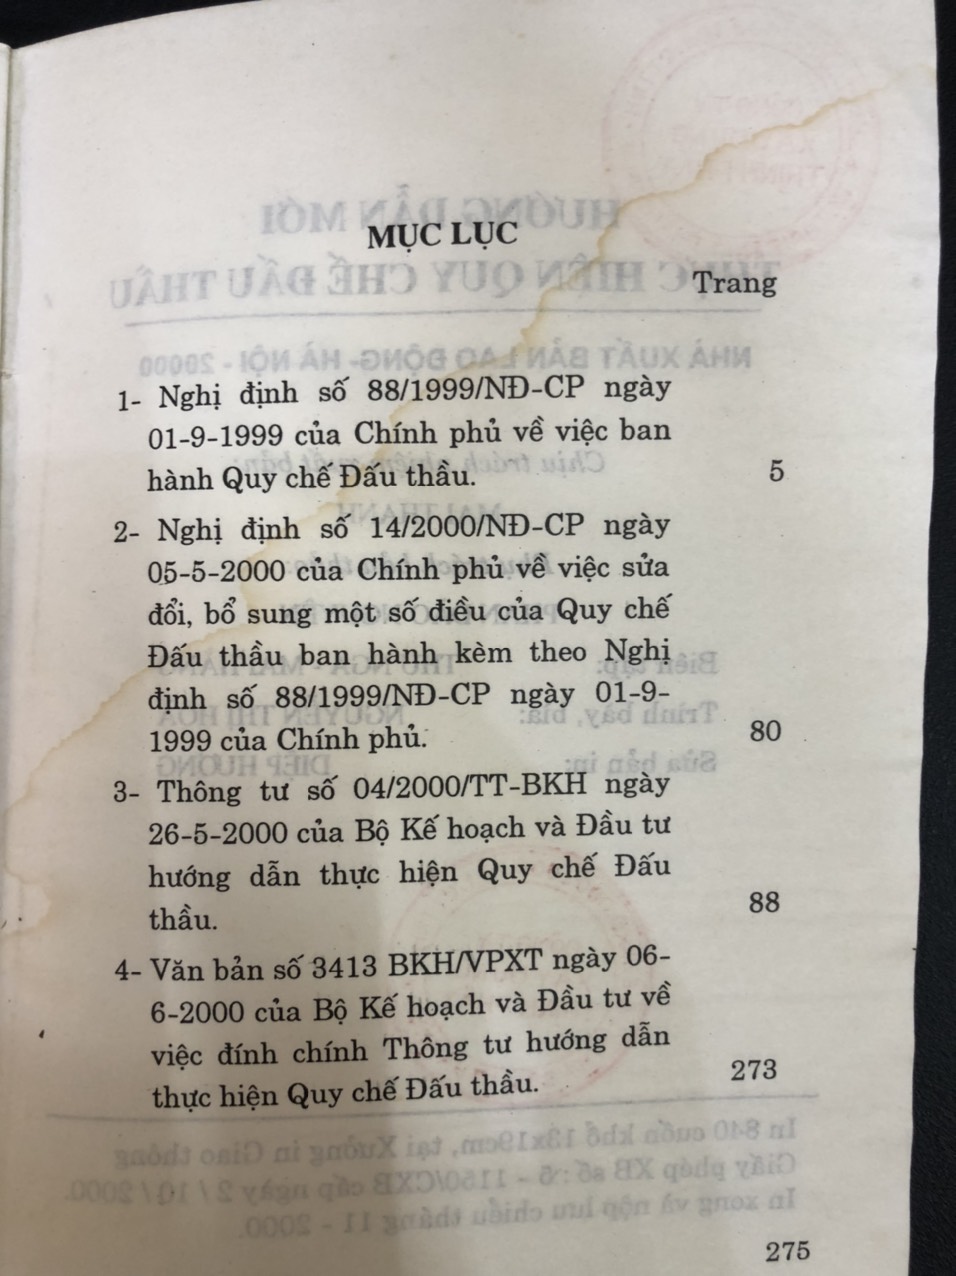 MỤC LỤC
Trang
1- Nghị định số 88/1999/NĐ-CP ngày
01-9-1999 của Chính phủ về việc ban
hành Quy chế Đấu thầu. 5
2- Nghị định số 14/2000/NĐ-CP ngày
05-5-2000 của Chính phủ về việc sửa
đổi, bổ sung một số điều của Quy chế
Đấu thầu ban hành kèm theo Nghị
định số 88/1999/NĐ-CP ngày 01-9-
1999 của Chính phủ. 80
3- Thông tư số 04/2000/TT-BKH ngày
26-5-2000 của Bộ Kế hoạch và Đầu tư
hướng dẫn thực hiện Quy chế Đấu
thầu. 88
4- Văn bản số 3413 BKH/VPXT ngày 06-
6-2000 của Bộ Kế hoạch và Đầu tư về
việc đính chính Thông tư hướng dẫn
thực hiện Quy chế Đấu thầu. 273
275